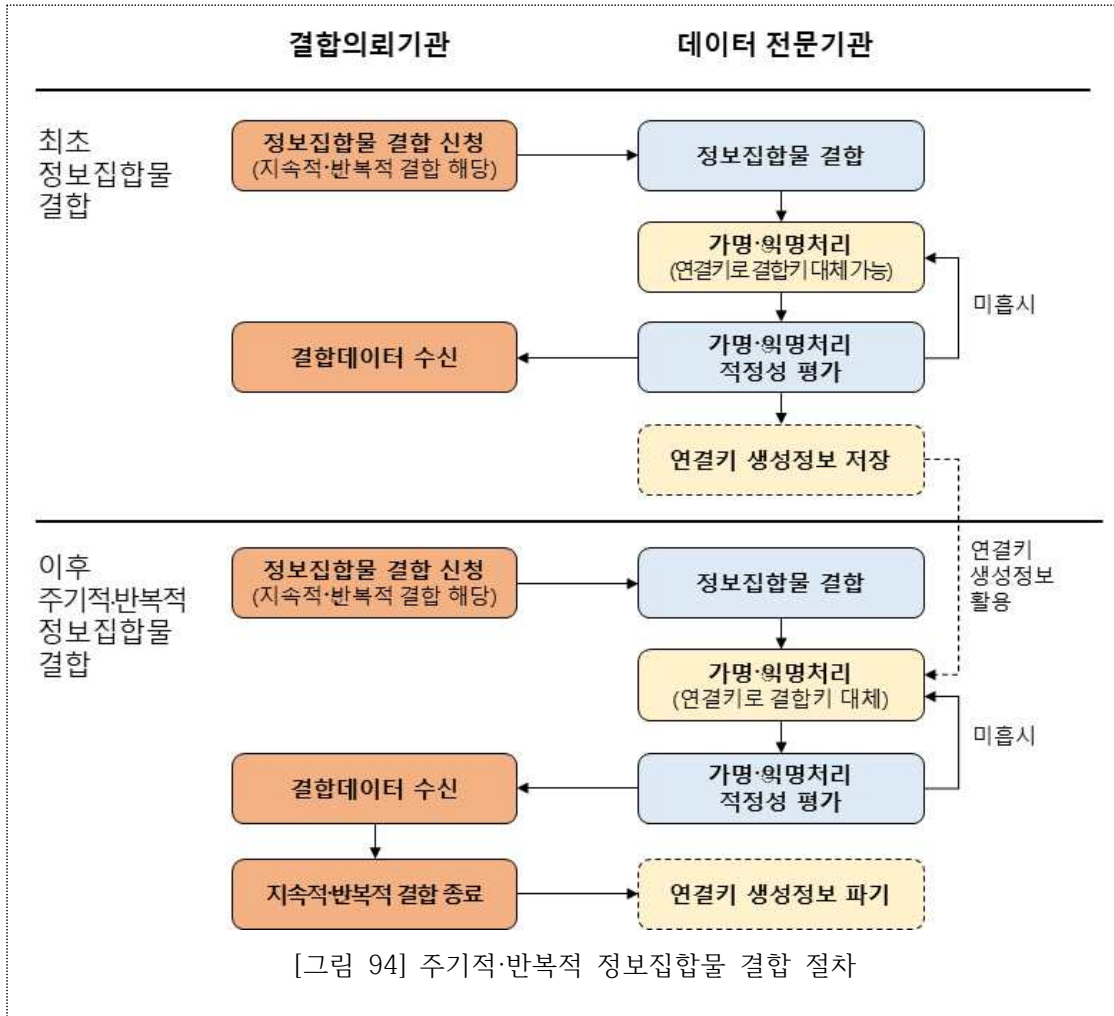 결합의뢰기관
데이터 전문기관
최초
정보집합물
결합
정보집합물 결합 신청
(지속적·반복적 결합 해당)
정보집합물 결합
가명·익명처리
(연결키로 결합키 대체 가능)
미흡시
결합데이터 수신
가명·익명처리
적정성 평가
연결키 생성정보 저장
연결키
생성정보
활용
이후
주기적·반복적
정보집합물
결합
정보집합물 결합 신청
(지속적·반복적 결합 해당)
정보집합물 결합
가명·익명처리
(연결키로 결합키 대체)
미흡시
결합데이터 수신
가명·익명처리
적정성 평가
지속적·반복적 결합 종료
연결키 생성정보 파기
[그림 94] 주기적·반복적 정보집합물 결합 절차